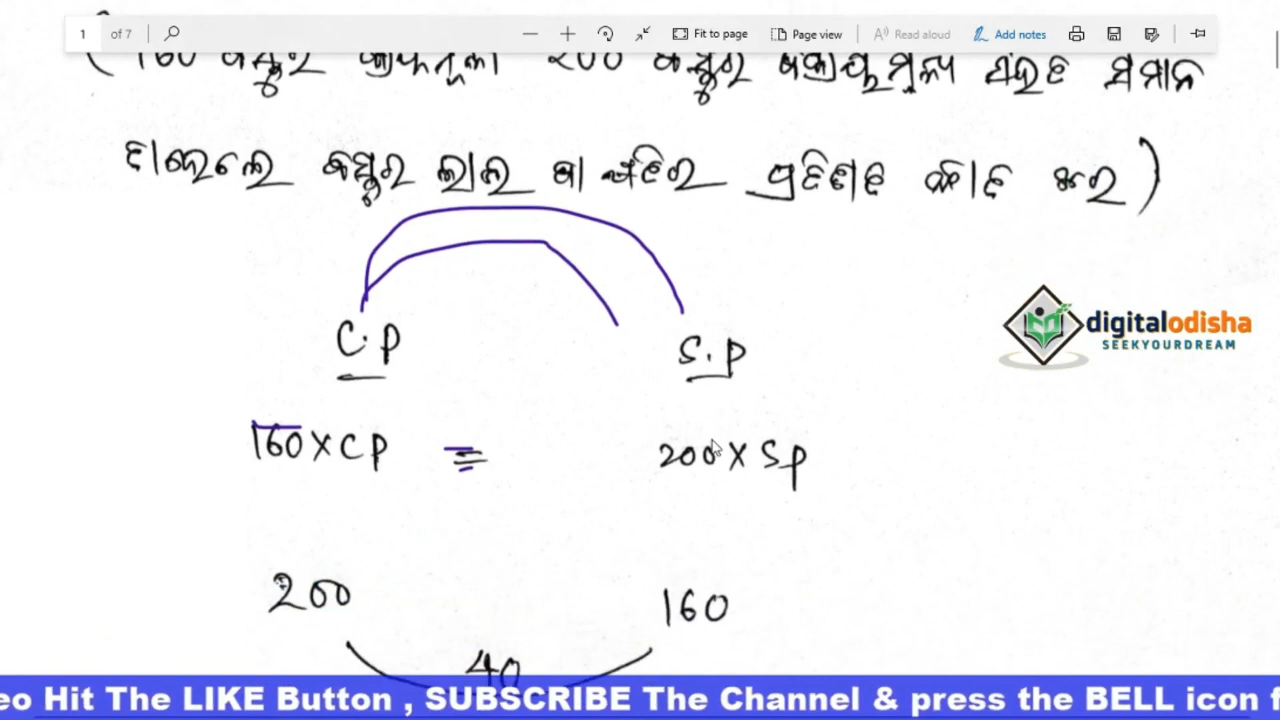 1 of 7 Fit to page Page view Read aloud Add notes
( 160 ବସ୍ତୁର କ୍ରୟମୂଲ୍ୟ 200 ବସ୍ତୁର ବିକ୍ରୟମୂଲ୍ୟ ସହିତ ସମାନ
ହେଲେ ବସ୍ତୁର ଲାଭ ବା କ୍ଷତିର ପ୍ରତିଶତ )
C.P S.P
digitalodisha
SEEKYOURDREAM
160 X CP = 200 X SP
200 160
40
eo Hit The LIKE Button , SUBSCRIBE The Channel & press the BELL icon f